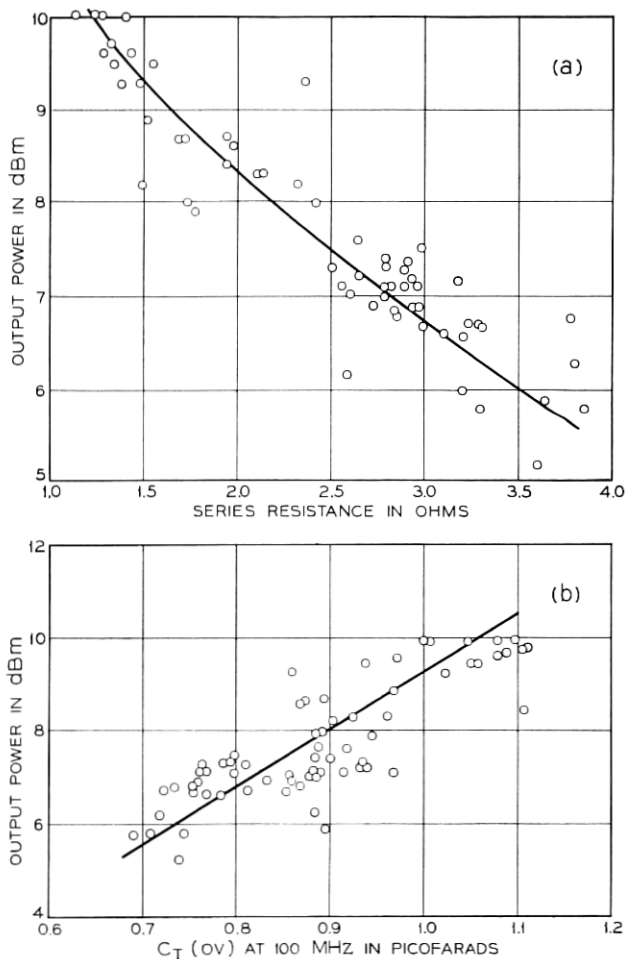 10
(a)
9
8
7
6
5
OUTPUT POWER IN dBm
1.0 1.5 2.0 2.5 3.0 3.5 4.0
SERIES RESISTANCE IN OHMS
12
(b)
10
8
6
4
OUTPUT POWER IN dBm
0.6 0.7 0.8 0.9 1.0 1.1 1.2
CT (OV) AT 100 MHZ IN PICOFARADS